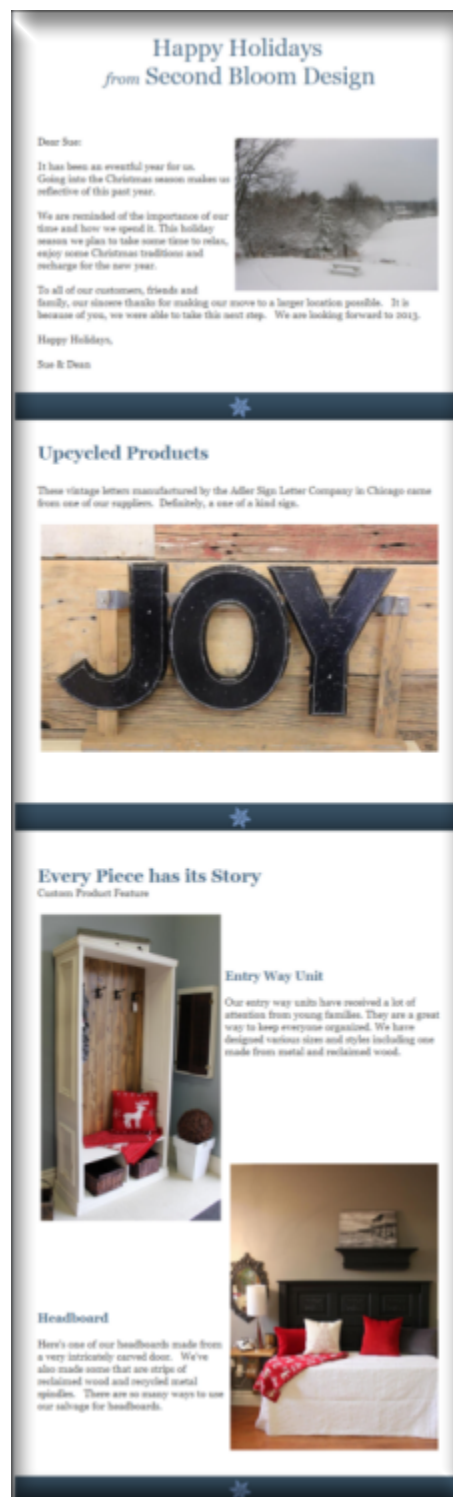 Happy Holidays
from Second Bloom Design
Dear Sue:
It has been an eventful year for us.
Going into the Christmas season makes us
reflective of this past year.
We are reminded of the importance of our
time and how we spend it. This holiday
season we plan to take some time to relax,
enjoy some Christmas traditions and
recharge for the new year.
To all of our customers, friends and
family, our sincere thanks for making our move to a larger location possible. It is
because of you, we were able to take this next step. We are looking forward to 2013.
Happy Holidays,
Sue & Dean
Upcycled Products
These vintage letters manufactured by the Adler Sign Letter Company in Chicago came
from one of our suppliers. Definitely, a one of a kind sign.
JOY
Every Piece has its Story
Custom Product Feature
Entry Way Unit
Our entry way units have received a lot of
attention from young families. They are a great
way to keep everyone organized. We have
designed various sizes and styles including one
made from metal and reclaimed wood.
Headboard
Here's one of our headboards made from
a very intricately carved door. We've
also made some that are strips of
reclaimed wood and recycled metal
spindles. There are so many ways to use
our salvage for headboards.